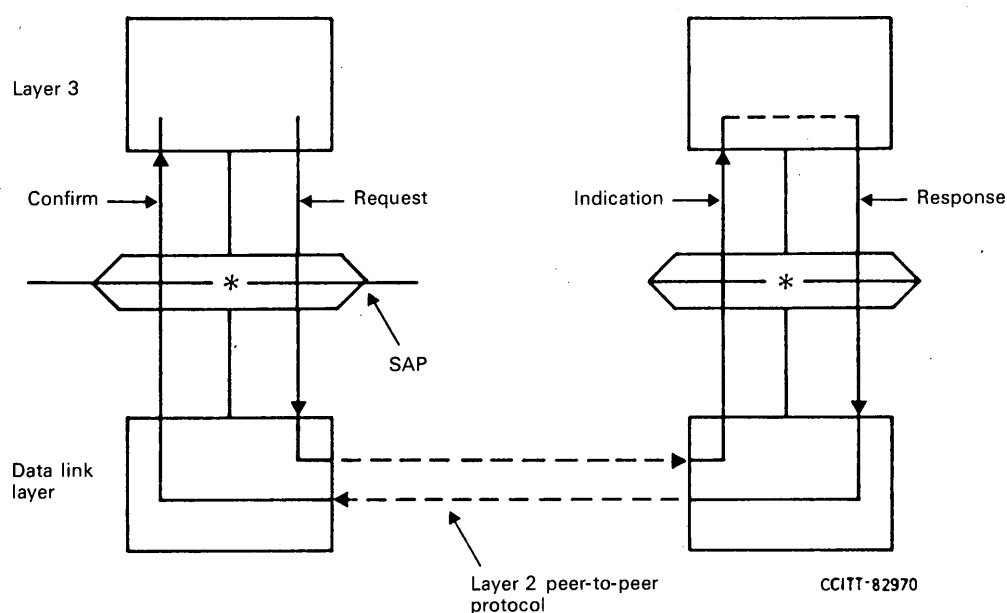 Layer 3
Confirm
Request
Indication
Response
*
*
SAP
Data link
layer
Layer 2 peer-to-peer
protocol
CCITT-82970